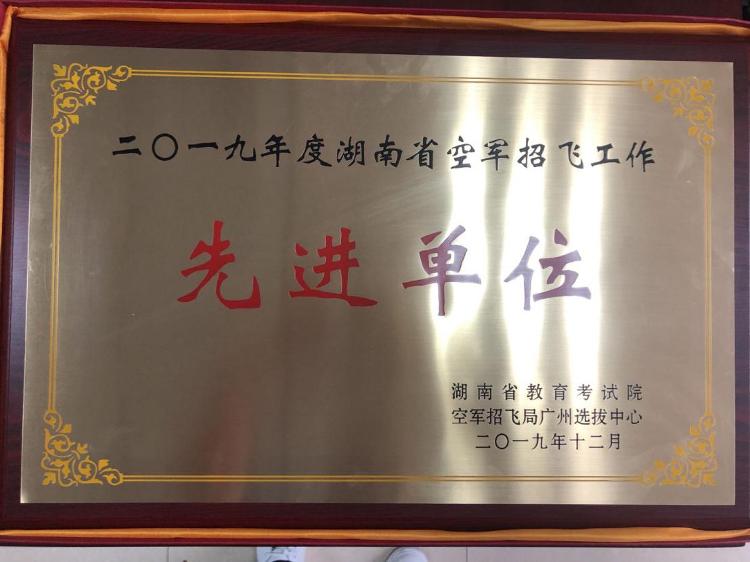 二〇一九年度湖南省空军招飞工作
先进单位
湖南省教育考试院
空军招飞局广州选拔中心
二〇一九年十二月